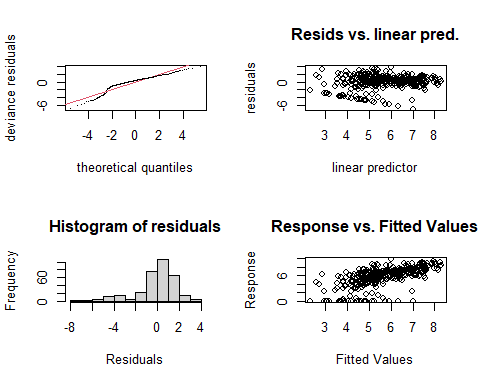 deviance residuals
-6 0
-4 -2 0 2 4
theoretical quantiles
Resids vs. linear pred.
residuals
-6 0
3 4 5 6 7 8
linear predictor
Histogram of residuals
Frequency
0 60
-8 -4 0 2 4
Residuals
Response vs. Fitted Values
Response
0 6
3 4 5 6 7 8
Fitted Values